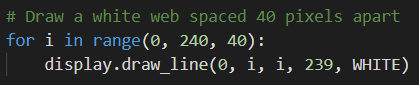 # Draw a white web spaced 40 pixels apart
for i in range(0, 240, 40):
    display.draw_line(0, i, i, 239, WHITE)